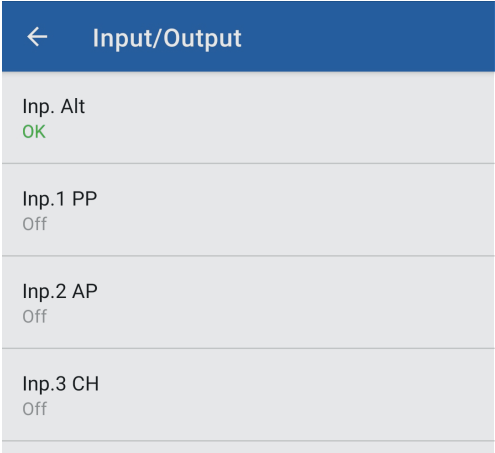 Input/Output
Inp. Alt
OK
Inp.1 PP
Off
Inp.2 AP
Off
Inp.3 CH
Off